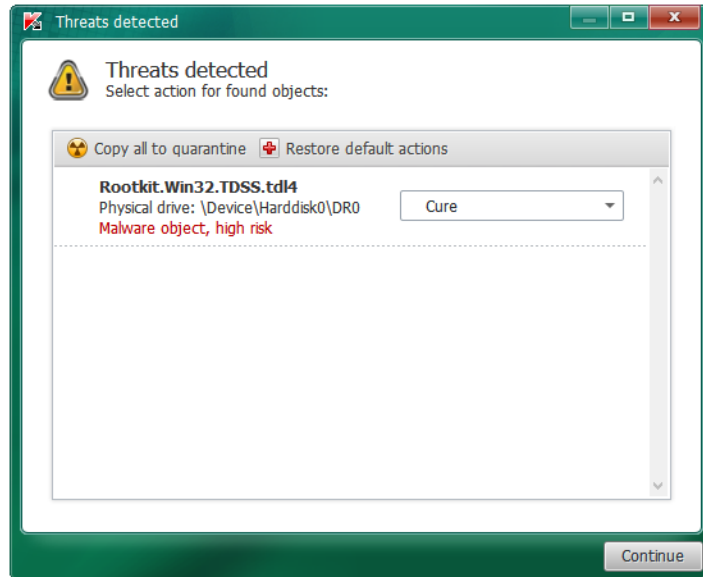 Threats detected
Threats detected
Select action for found objects:
Copy all to quarantine Restore default actions
Rootkit.Win32.TDSS.tdl4
Physical drive: \Device\Harddisk0\DR0
Cure
Malware object, high risk
Continue